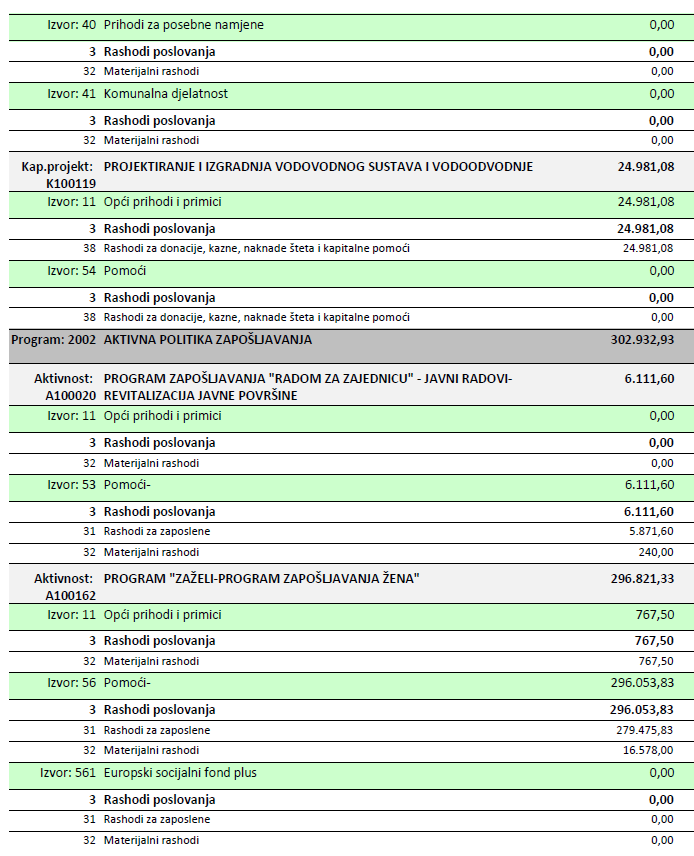 Izvor: 40 Prihodi za posebne namjene 0,00
3 Rashodi poslovanja 0,00
32 Materijalni rashodi 0,00
Izvor: 41 Komunalna djelatnost 0,00
3 Rashodi poslovanja 0,00
32 Materijalni rashodi 0,00
Kap.projekt: PROJEKTIRANJE I IZGRADNJA VODOVODNOG SUSTAVA I VODOODVODNJE 24.981,08
K100119
Izvor: 11 Opći prihodi i primici 24.981,08
3 Rashodi poslovanja 24.981,08
38 Rashodi za donacije, kazne, naknade šteta i kapitalne pomoći 24.981,08
Izvor: 54 Pomoći 0,00
3 Rashodi poslovanja 0,00
38 Rashodi za donacije, kazne, naknade šteta i kapitalne pomoći 0,00
Program: 2002 AKTIVNA POLITIKA ZAPOŠLJAVANJA 302.932,93
Aktivnost: PROGRAM ZAPOŠLJAVANJA "RADOM ZA ZAJEDNICU" - JAVNI RADOVI- 6.111,60
A100020 REVITALIZACIJA JAVNE POVRŠINE
Izvor: 11 Opći prihodi i primici 0,00
3 Rashodi poslovanja 0,00
32 Materijalni rashodi 0,00
Izvor: 53 Pomoći- 6.111,60
3 Rashodi poslovanja 6.111,60
31 Rashodi za zaposlene 5.871,60
32 Materijalni rashodi 240,00
Aktivnost: PROGRAM "ZAŽELI-PROGRAM ZAPOŠLJAVANJA ŽENA" 296.821,33
A100162
Izvor: 11 Opći prihodi i primici 767,50
3 Rashodi poslovanja 767,50
32 Materijalni rashodi 767,50
Izvor: 56 Pomoći- 296.053,83
3 Rashodi poslovanja 296.053,83
31 Rashodi za zaposlene 279.475,83
32 Materijalni rashodi 16.578,00
Izvor: 561 Europski socijalni fond plus 0,00
3 Rashodi poslovanja 0,00
31 Rashodi za zaposlene 0,00
32 Materijalni rashodi 0,00